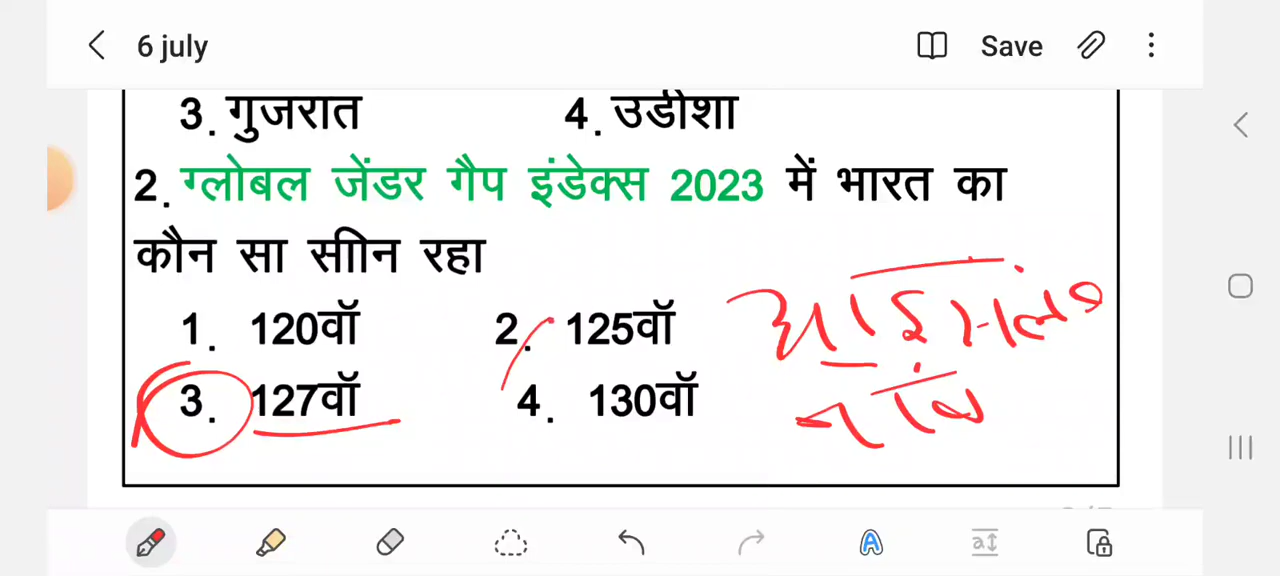 6 july
Save
3. गुजरात 4. उडीशा
2. ग्लोबल जेंडर गैप इंडेक्स 2023 में भारत का
कौन सा सीान रहा
1. 120वॉ 2. 125वॉ
3. 127वॉ 4. 130वॉ
आइसलैंड